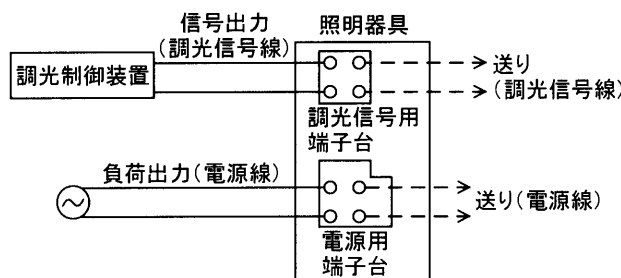 信号出力
(調光信号線)
照明器具
調光制御装置
送り
(調光信号線)
調光信号用
端子台
負荷出力(電源線)
送り(電源線)
電源用
端子台